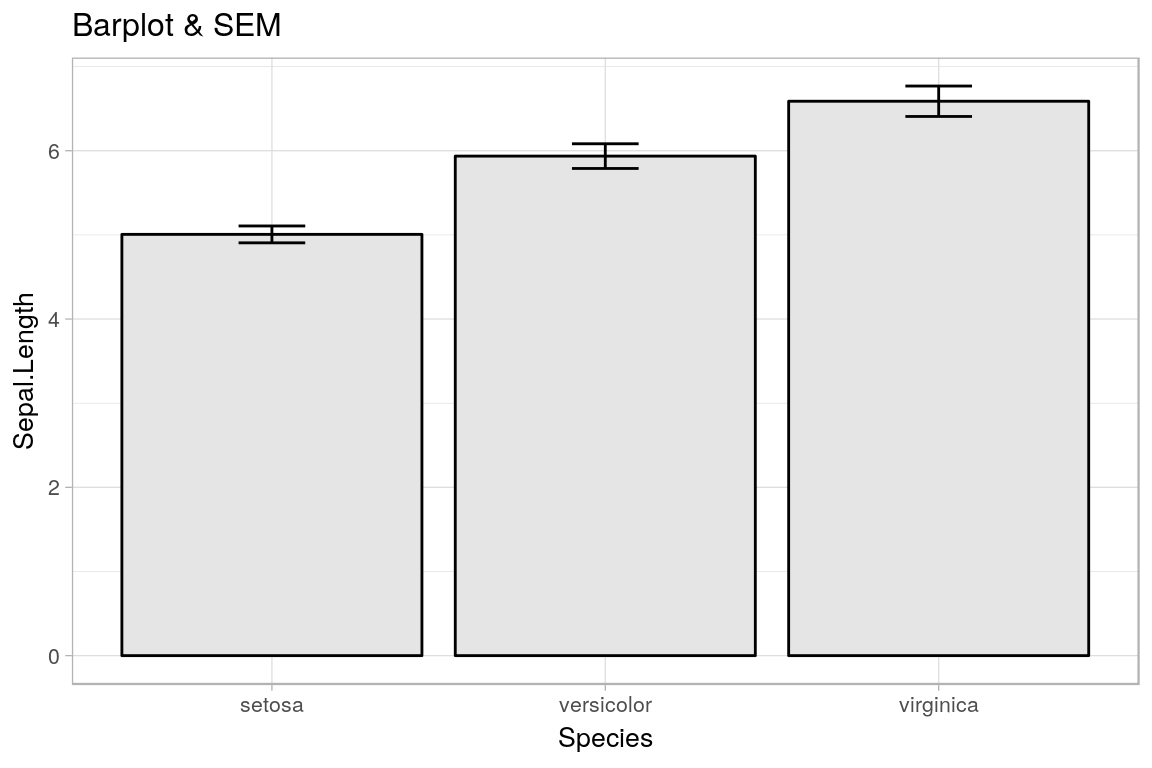 Barplot & SEM
Sepal.Length
6
4
2
0
setosa versicolor virginica
Species